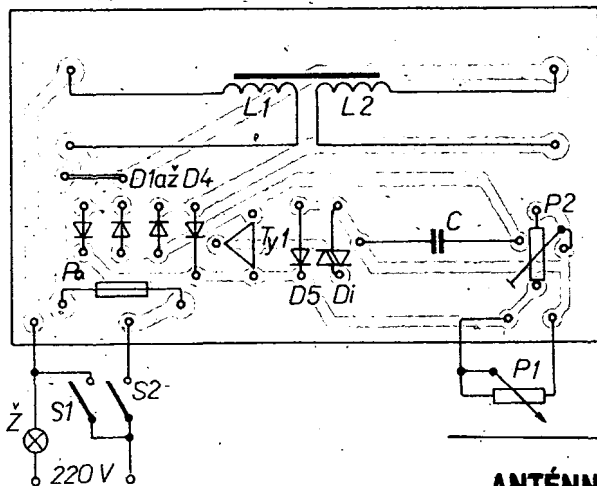 L1 L2
D1až D4
P2
Ty1
C
Pa
D5 Di
P1
S1 S2
Ž
220 V
ANTÉNN